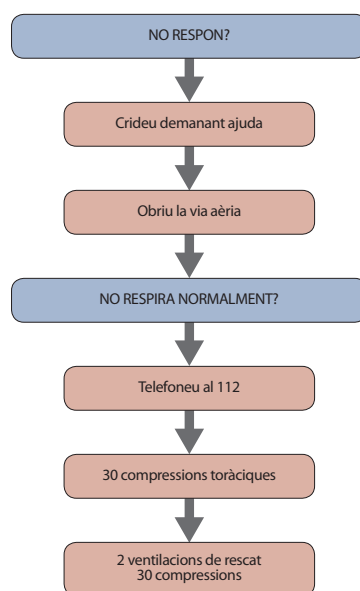 NO RESPON?
Crideu demanant ajuda
Obriu la via aèria
NO RESPIRA NORMALMENT?
Telefoneu al 112
30 compressions toràciques
2 ventilacions de rescat
30 compressions